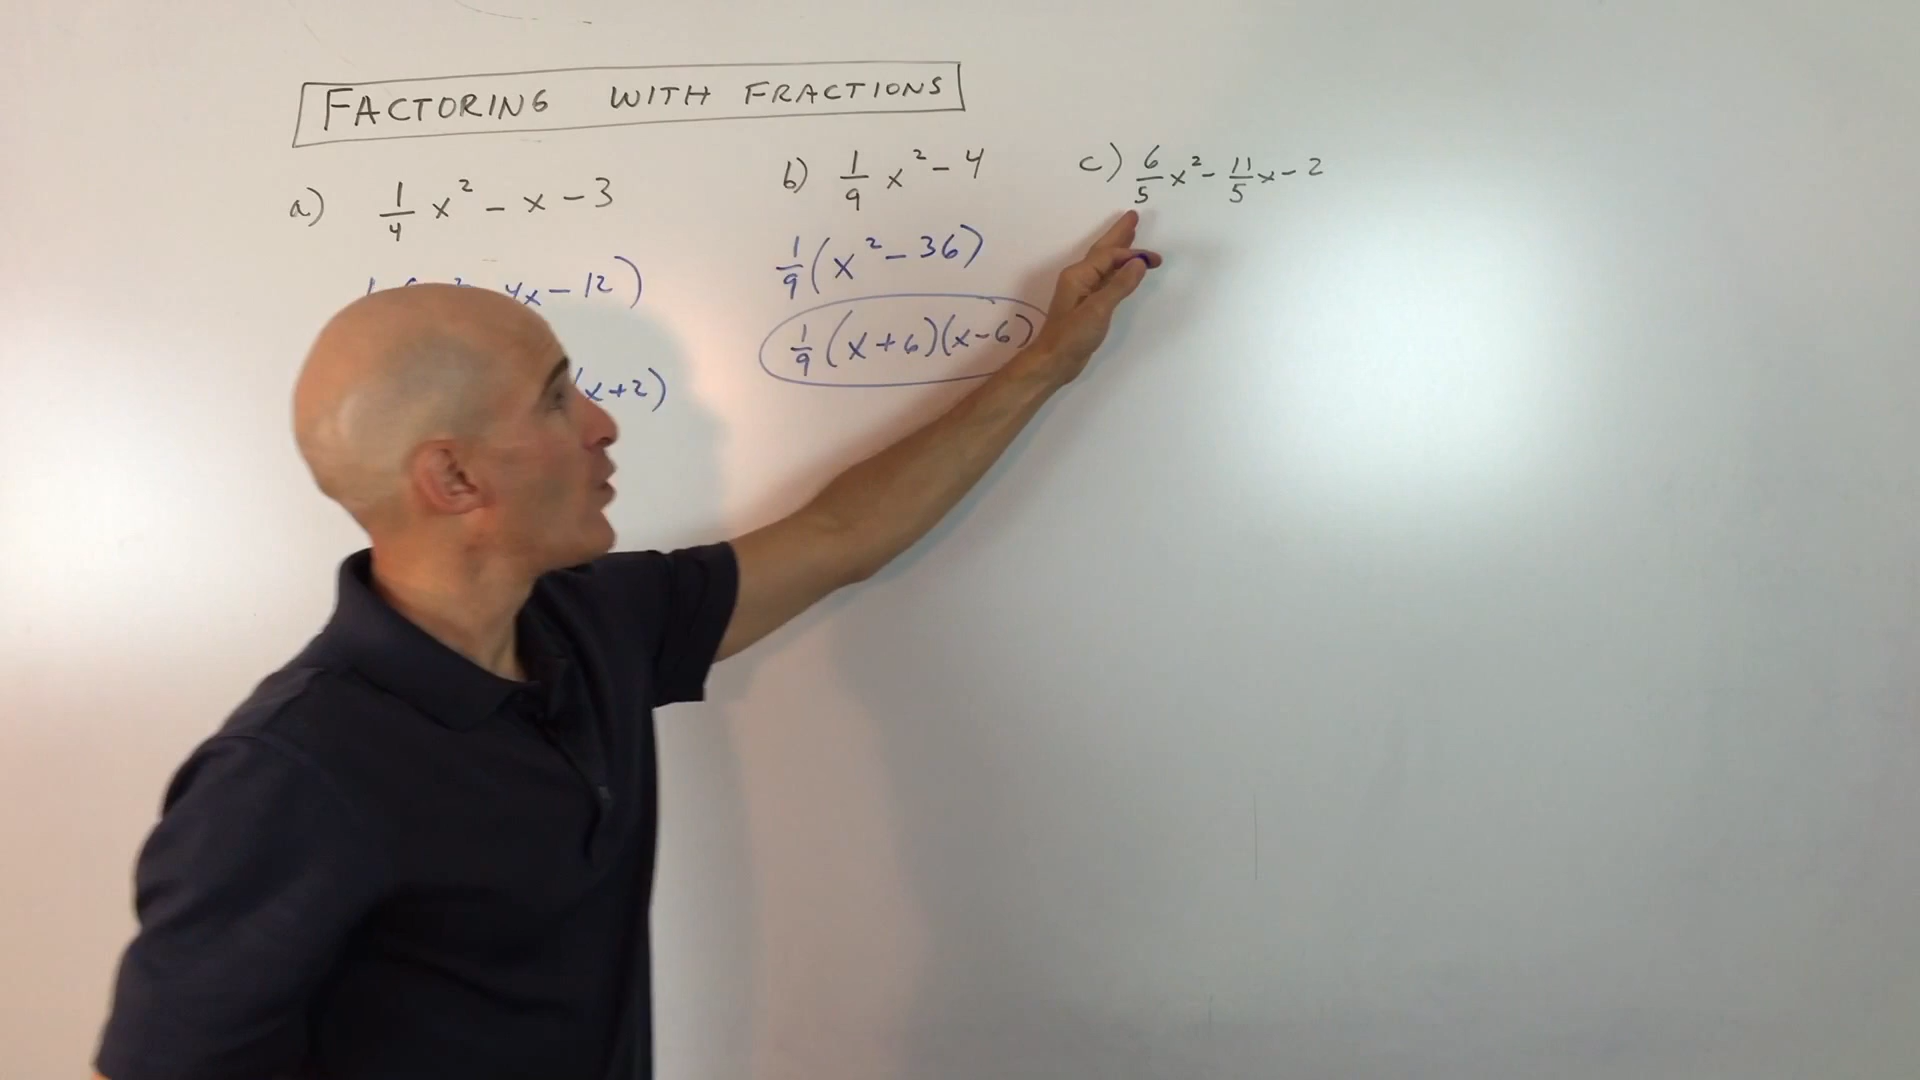 FACTORING WITH FRACTIONS
a) 1/4 x² - x - 3
4x - 12)
(x+2)
b) 1/9 x² - 4
1/9 (x² - 36)
1/9 (x+6)(x-6)
c) 6/5 x² - 11/5 x - 2